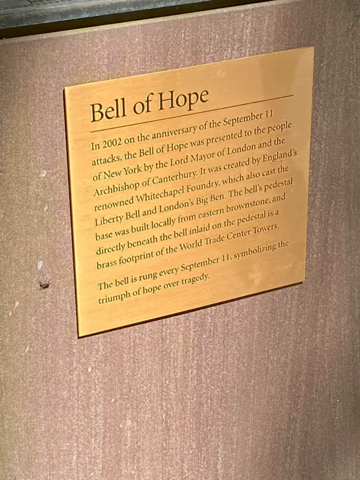 Bell of Hope
In 2002 on the anniversary of the September 11
attacks, the Bell of Hope was presented to the people
of New York by the Lord Mayor of London and the
Archbishop of Canterbury. It was created by England's
renowned Whitechapel Foundry, which also cast the
Liberty Bell and London's Big Ben. The bell's pedestal
base was built locally from eastern brownstone, and
directly beneath the bell inlaid on the pedestal is a
brass footprint of the World Trade Center Towers.
The bell is rung every September 11, symbolizing the
triumph of hope over tragedy.